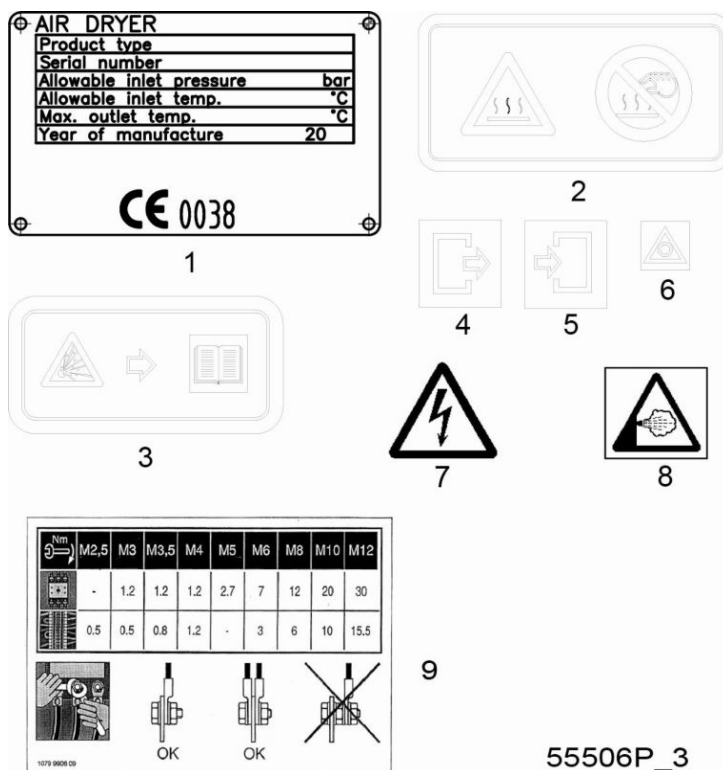 AIR DRYER
Product type
Serial number
Allowable inlet pressure bar
Allowable inlet temp. °C
Max. outlet temp. °C
Year of manufacture 20
CE 0038
1
2
3
4
5
6
7
8
Nm M2,5 M3 M3,5 M4 M5 M6 M8 M10 M12
- 1.2 1.2 1.2 2.7 7 12 20 30
0.5 0.5 0.8 1.2 - 3 6 10 15.5
OK OK
1079 9906 09
9
55506P_3